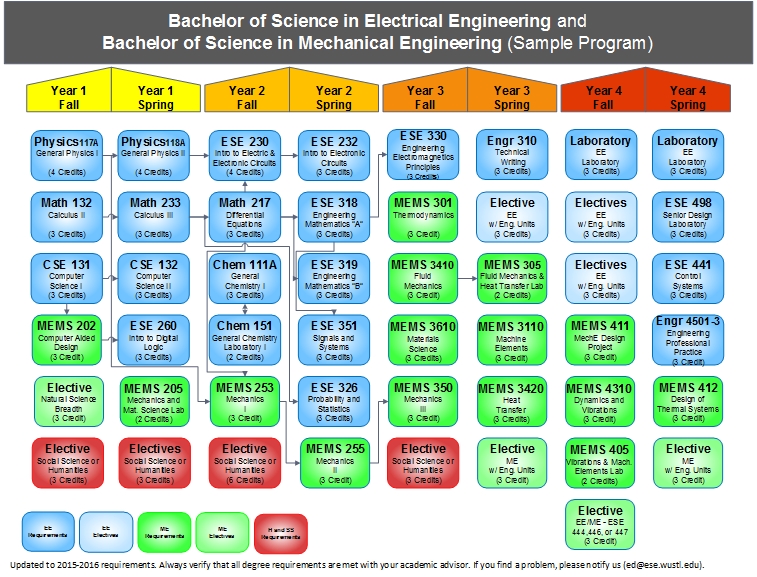 Bachelor of Science in Electrical Engineering and
Bachelor of Science in Mechanical Engineering (Sample Program)
Year 1
Fall
Year 1
Spring
Year 2
Fall
Year 2
Spring
Year 3
Fall
Year 3
Spring
Year 4
Fall
Year 4
Spring
Physics117A
General Physics I
(4 Credits)
Physics118A
General Physics II
(4 Credits)
ESE 230
Intro to Electric &
Electronic Circuits
(4 Credits)
ESE 232
Intro to Electronic
Circuits
(3 Credits)
ESE 330
Engineering
Electromagnetics
Principles
(3 Credits)
Engr 310
Technical
Writing
(3 Credits)
Laboratory
EE
Laboratory
(3 Credits)
Laboratory
EE
Laboratory
(3 Credits)
Math 132
Calculus II
(3 Credits)
Math 233
Calculus III
(3 Credits)
Math 217
Differential
Equations
(3 Credits)
ESE 318
Engineering
Mathematics "A"
(3 Credits)
MEMS 301
Thermodynamics
(3 Credit)
Elective
EE
w/ Eng. Units
(3 Credits)
Electives
EE
w/ Eng. Units
(3 Credits)
ESE 498
Senior Design
Laboratory
(3 Credits)
CSE 131
Computer
Science I
(3 Credits)
CSE 132
Computer
Science II
(3 Credits)
Chem 111A
General
Chemistry I
(3 Credits)
ESE 319
Engineering
Mathematics "B"
(3 Credits)
MEMS 3410
Fluid
Mechanics
(3 Credit)
MEMS 305
Fluid Mechanics &
Heat Transfer Lab
(2 Credits)
Electives
EE
w/ Eng. Units
(3 Credits)
ESE 441
Control
Systems
(3 Credits)
MEMS 202
Computer Aided
Design
(3 Credit)
ESE 260
Intro to Digital
Logic
(3 Credits)
Chem 151
General Chemistry
Laboratory I
(2 Credits)
ESE 351
Signals and
Systems
(3 Credits)
MEMS 3610
Materials
Science
(3 Credit)
MEMS 3110
Machine
Elements
(3 Credit)
MEMS 411
MechE Design
Project
(3 Credit)
Engr 4501-3
Engineering
Professional
Practice
(3 Credits)
Elective
Natural Science
Breadth
(3 Credit)
MEMS 205
Mechanics and
Mat. Science Lab
(2 Credits)
MEMS 253
Mechanics
I
(3 Credit)
ESE 326
Probability and
Statistics
(3 Credits)
MEMS 350
Mechanics
III
(3 Credit)
MEMS 3420
Heat
Transfer
(3 Credit)
MEMS 4310
Dynamics and
Vibrations
(3 Credit)
MEMS 412
Design of
Thermal Systems
(3 Credit)
Elective
Social Science or
Humanities
(3 Credits)
Electives
Social Science or
Humanities
(3 Credits)
Elective
Social Science or
Humanities
(6 Credits)
MEMS 255
Mechanics
II
(3 Credit)
Elective
Social Science or
Humanities
(3 Credits)
Elective
ME
w/ Eng. Units
(3 Credit)
MEMS 405
Vibrations & Mach.
Elements Lab
(2 Credits)
Elective
ME
w/ Eng. Units
(3 Credit)
Elective
EE/ME - ESE
444,446, or 447
(3 Credit)
EE
Requirements
EE
Electives
ME
Requirements
ME
Electives
H and SS
Requirements
Updated to 2015-2016 requirements. Always verify that all degree requirements are met with your academic advisor. If you find a problem, please notify us (ed@ese.wustl.edu).